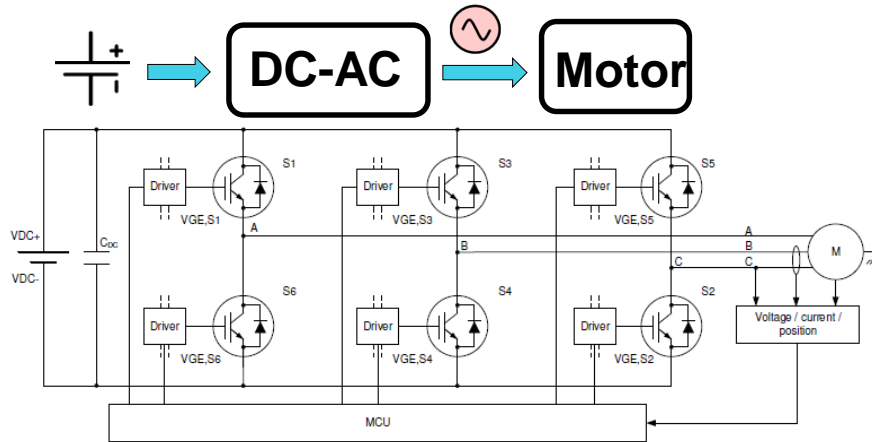 DC-AC
Motor
S1
S3
S5
Driver
Driver
Driver
VGE,S1
VGE,S3
VGE,S5
VDC+
CDC
A
A
B
B
M
C
C
VDC-
S6
S4
S2
Driver
Driver
Driver
Voltage / current /
position
VGE,S6
VGE,S4
VGE,S2
MCU